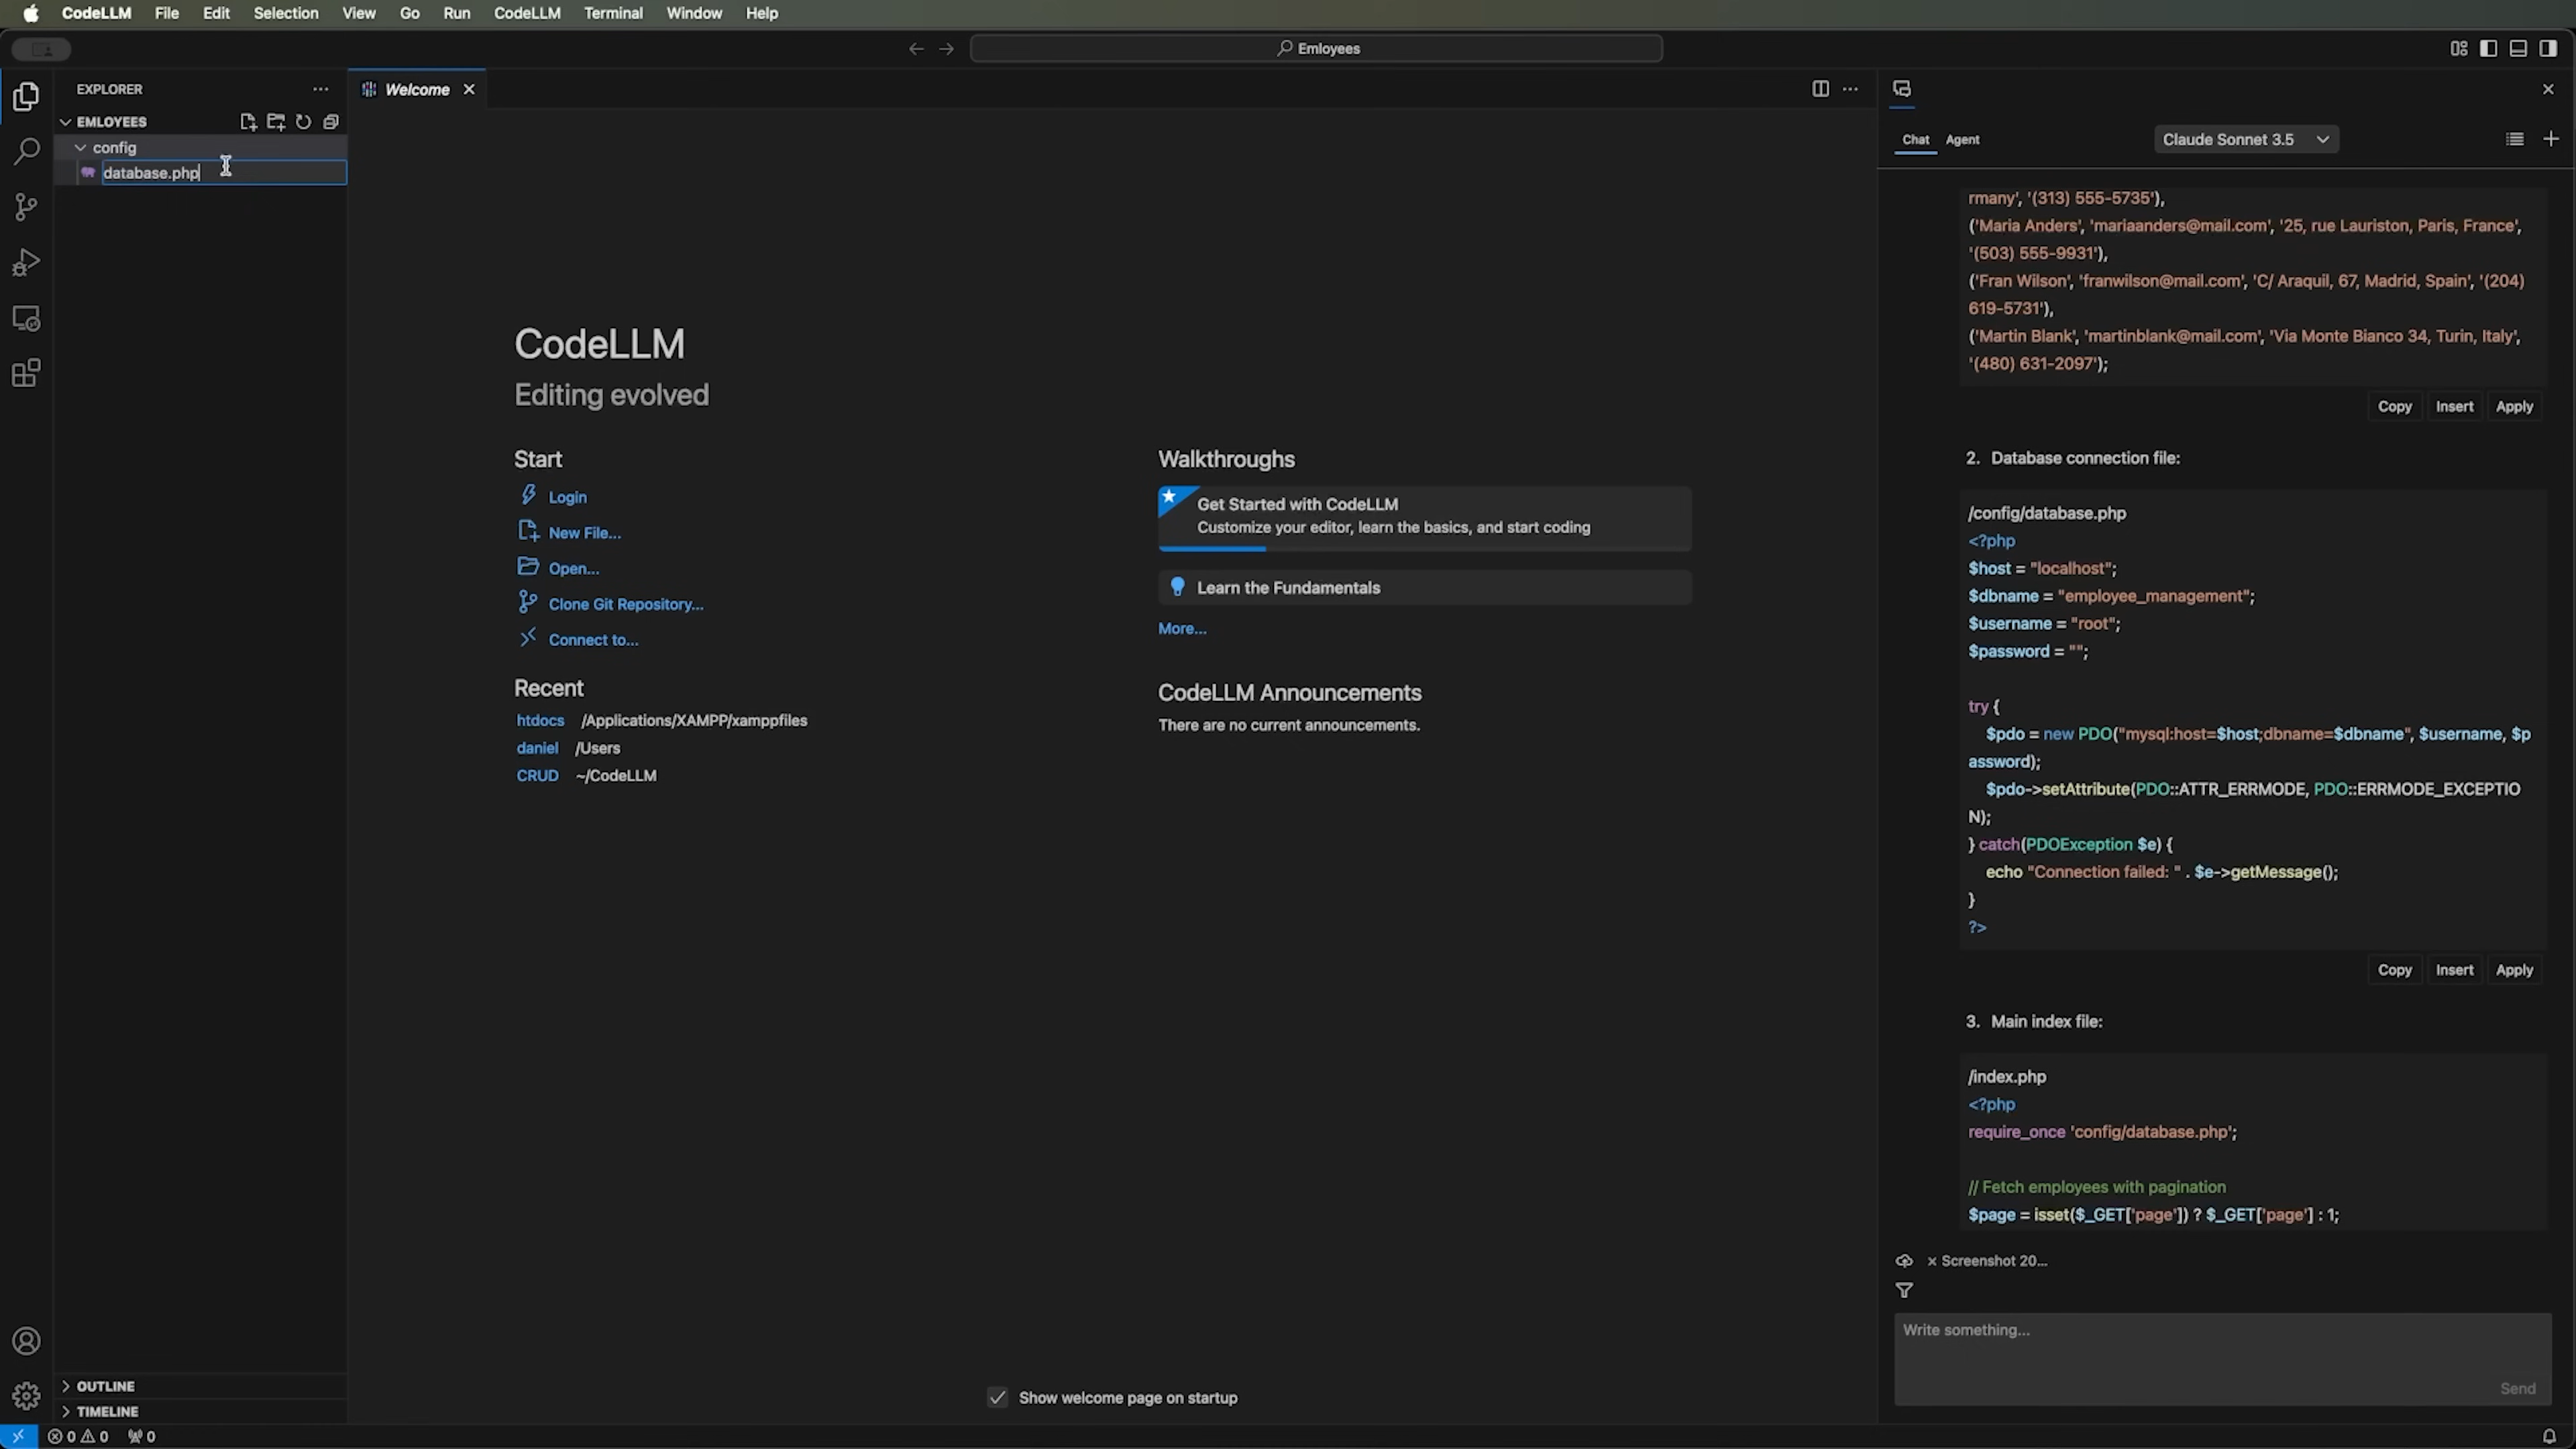 CodeLLM File Edit Selection View Go Run CodeLLM Terminal Window Help
Emloyees
EXPLORER
EMLOYEES
config
database.php
Welcome
CodeLLM
Editing evolved
Start
Login
New File...
Open...
Clone Git Repository...
Connect to...
Recent
htdocs /Applications/XAMPP/xamppfiles
daniel /Users
CRUD ~/CodeLLM
Walkthroughs
Get Started with CodeLLM
Customize your editor, learn the basics, and start coding
Learn the Fundamentals
More...
CodeLLM Announcements
There are no current announcements.
Show welcome page on startup
Chat Agent Claude Sonnet 3.5
rmany', '(313) 555-5735'),
('Maria Anders', 'mariaanders@mail.com', '25, rue Lauriston, Paris, France',
'(503) 555-9931'),
('Fran Wilson', 'franwilson@mail.com', 'C/ Araquil, 67, Madrid, Spain', '(204)
619-5731'),
('Martin Blank', 'martinblank@mail.com', 'Via Monte Bianco 34, Turin, Italy',
'(480) 631-2097');
Copy Insert Apply
2. Database connection file:
/config/database.php
<?php
$host = "localhost";
$dbname = "employee_management";
$username = "root";
$password = "";
try {
$pdo = new PDO("mysql:host=$host;dbname=$dbname", $username, $p
assword);
$pdo->setAttribute(PDO::ATTR_ERRMODE, PDO::ERRMODE_EXCEPTIO
N);
} catch(PDOException $e) {
echo "Connection failed: " . $e->getMessage();
}
?>
Copy Insert Apply
3. Main index file:
/index.php
<?php
require_once 'config/database.php';
// Fetch employees with pagination
$page = isset($_GET['page']) ? $_GET['page'] : 1;
× Screenshot 20...
Write something...
Send
OUTLINE
TIMELINE
0 0 0